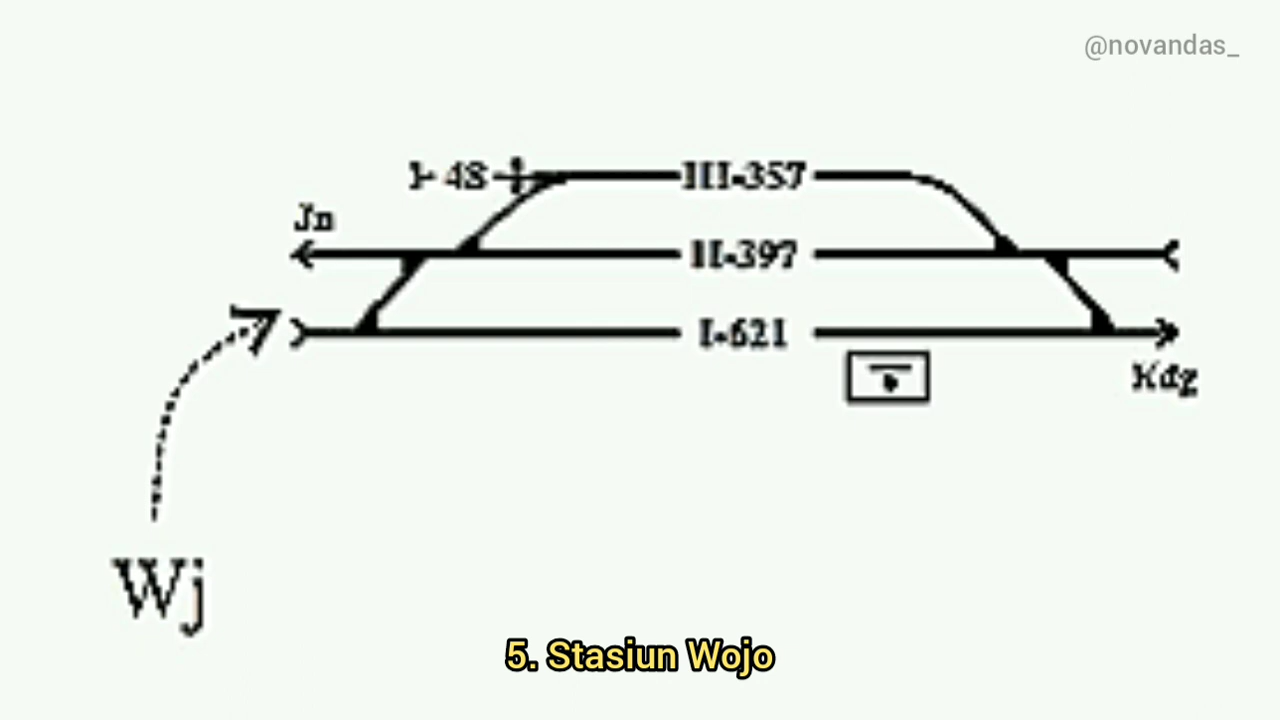 @novandas_
48
III-357
Jn
II-397
I-621
Kdg
Wj
5. Stasiun Wojo